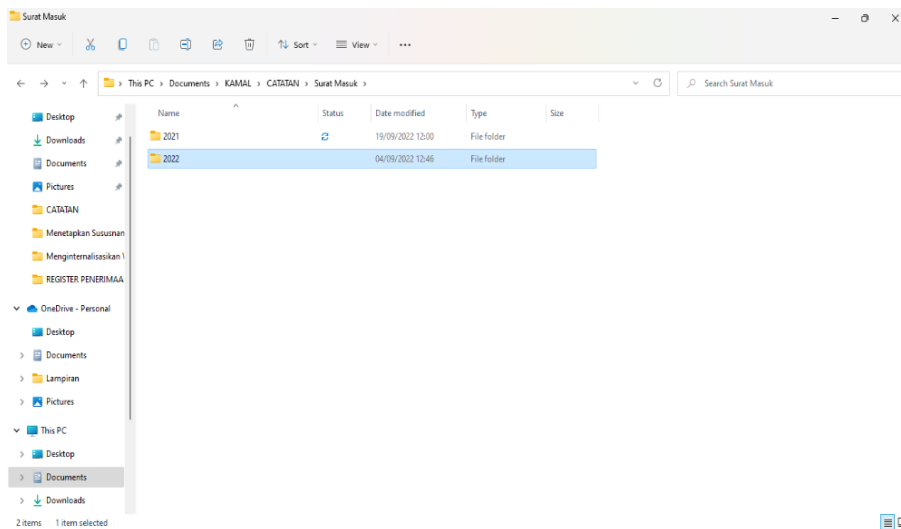 Surat Masuk
New Sort View
This PC > Documents > KAMAL > CATATAN > Surat Masuk >
Search Surat Masuk
Name Status Date modified Type Size
2021 19/09/2022 12:00 File folder
2022 04/09/2022 12:46 File folder
Desktop
Downloads
Documents
Pictures
CATATAN
Menetapkan Sususnan
Menginternalisasikan
REGISTER PENERIMAA
OneDrive - Personal
Desktop
Documents
Lampiran
Pictures
This PC
Desktop
Documents
Downloads
2 items 1 item selected